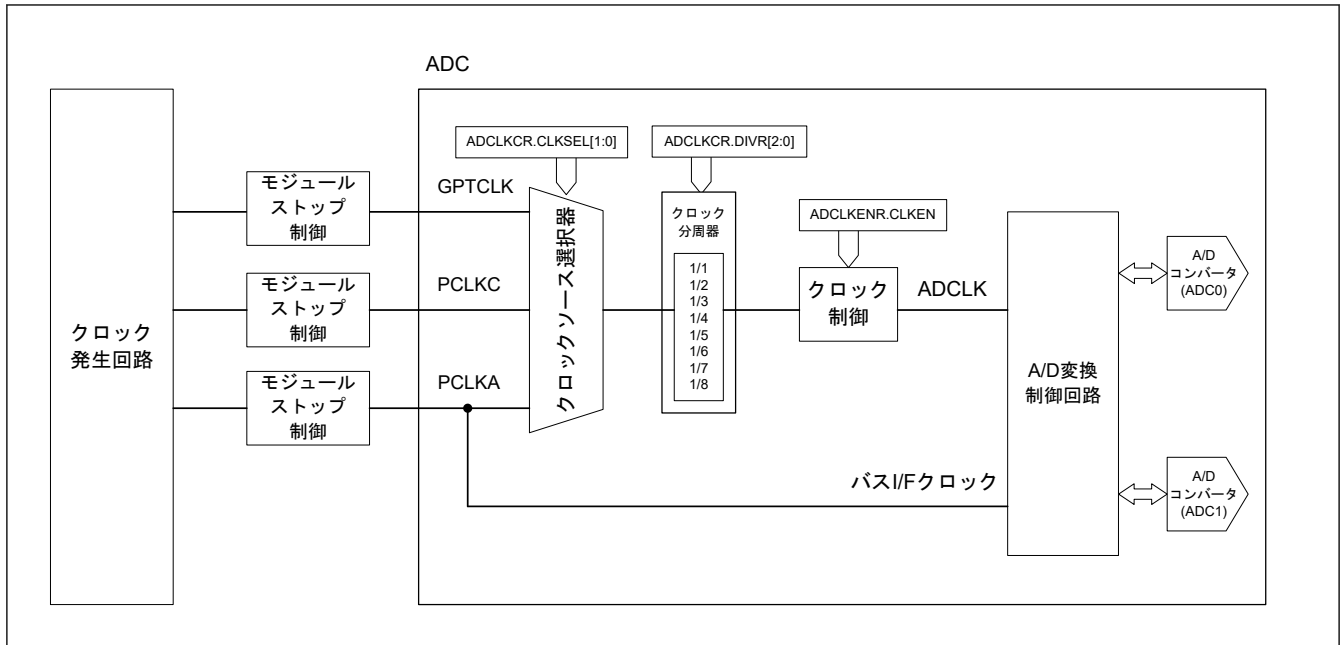 ADC
クロック
発生回路
モジュール
ストップ
制御
モジュール
ストップ
制御
モジュール
ストップ
制御
GPTCLK
PCLKC
PCLKA
ADCLKCR.CLKSEL[1:0]
クロックソース選択器
ADCLKCR.DIVR[2:0]
クロック
分周器
1/1
1/2
1/3
1/4
1/5
1/6
1/7
1/8
ADCLKENR.CLKEN
クロック
制御
ADCLK
バスI/Fクロック
A/D変換
制御回路
A/D
コンバータ
(ADC0)
A/D
コンバータ
(ADC1)